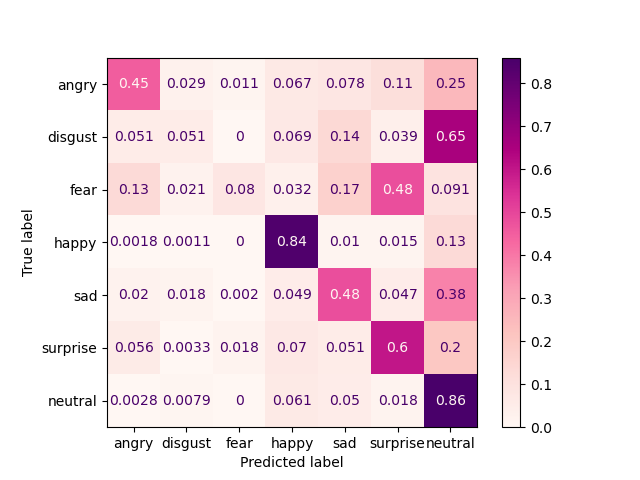 angry 0.45 0.029 0.011 0.067 0.078 0.11 0.25
disgust 0.051 0.051 0 0.069 0.14 0.039 0.65
fear 0.13 0.021 0.08 0.032 0.17 0.48 0.091
happy 0.0018 0.0011 0 0.84 0.01 0.015 0.13
sad 0.02 0.018 0.002 0.049 0.48 0.047 0.38
surprise 0.056 0.0033 0.018 0.07 0.051 0.6 0.2
neutral 0.0028 0.0079 0 0.061 0.05 0.018 0.86
angry disgust fear happy sad surprise neutral
Predicted label
True label
0.8
0.7
0.6
0.5
0.4
0.3
0.2
0.1
0.0